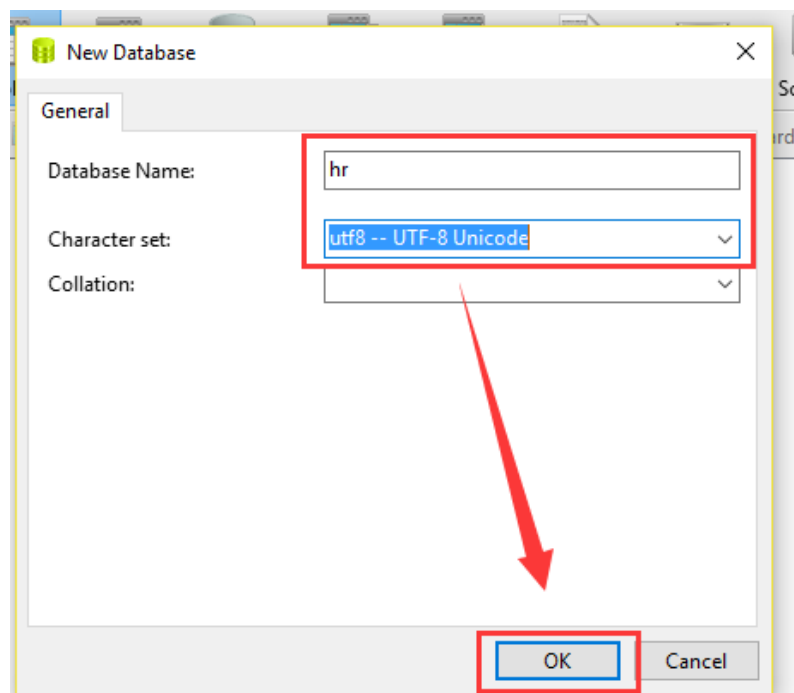 New Database
General
Database Name:
hr
Character set:
utf8 -- UTF-8 Unicode
Collation:
OK
Cancel